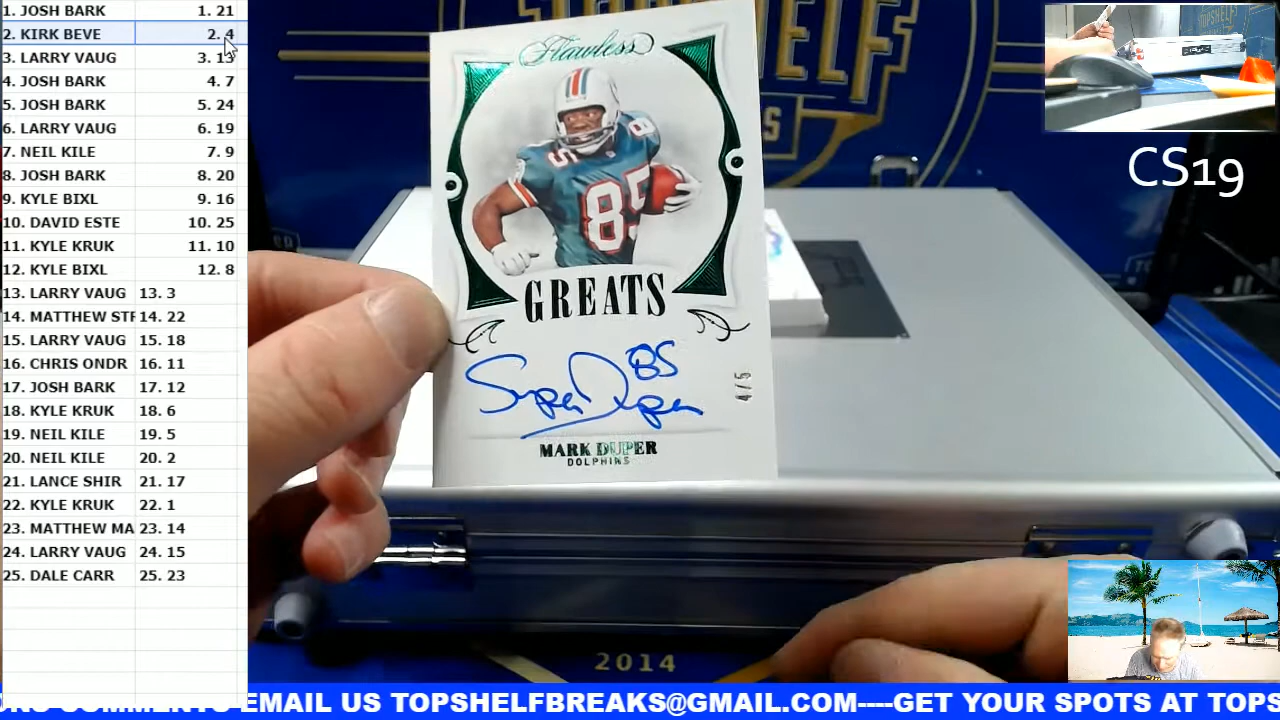 1. JOSH BARK 1. 21
2. KIRK BEVE 2. 4
3. LARRY VAUG 3. 13
4. JOSH BARK 4. 7
5. JOSH BARK 5. 24
6. LARRY VAUG 6. 19
7. NEIL KILE 7. 9
8. JOSH BARK 8. 20
9. KYLE BIXL 9. 16
10. DAVID ESTE 10. 25
11. KYLE KRUK 11. 10
12. KYLE BIXL 12. 8
13. LARRY VAUG 13. 3
14. MATTHEW STF 14. 22
15. LARRY VAUG 15. 18
16. CHRIS ONDR 16. 11
17. JOSH BARK 17. 12
18. KYLE KRUK 18. 6
19. NEIL KILE 19. 5
20. NEIL KILE 20. 2
21. LANCE SHIR 21. 17
22. KYLE KRUK 22. 1
23. MATTHEW MA 23. 14
24. LARRY VAUG 24. 15
25. DALE CARR 25. 23
TOPSHELF
Flawless
85
85
GREATS
Super Duper 85
4/5
MARK DUPER
DOLPHINS
CS19
2014
COMMENTS EMAIL US TOPSHELFBREAKS@GMAIL.COM----GET YOUR SPOTS AT TOPS